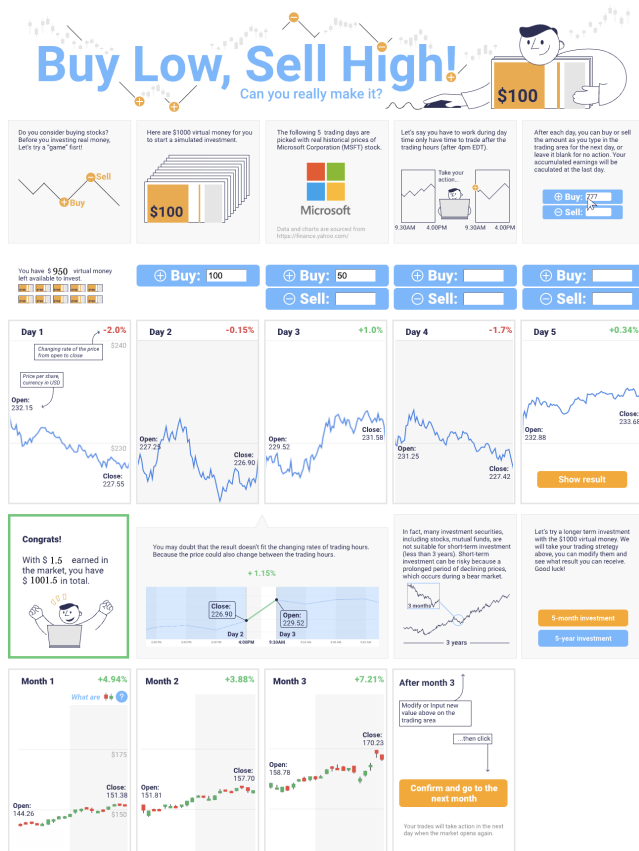 Buy Low, Sell High!
Can you really make it?
$100
Do you consider buying stocks?
Before you investing real money,
Let's try a "game" fisrt!
Sell
Buy
Here are $1000 virtual money for you
to start a simulated investment.
$100
The following 5 trading days are
picked with real historical prices of
Microsoft Corporation (MSFT) stock.
Microsoft
Data and charts are sourced from
https://finance.yahoo.com/
Let's say you have to work during day
time only have time to trade after the
trading hours (after 4pm EDT).
Take your
action...
9.30AM 4.00PM 9.30AM 4.00PM
After each day, you can buy or sell
the amount as you type in the
trading area for the next day, or
leave it blank for no action. Your
accumulated earning will be
caculated at the last day.
Buy: 777
Sell:
You have $ 950 virtual money
left available to invest.
Buy: 100
Buy: 50
Sell:
Buy:
Sell:
Buy:
Sell:
Day 1 -2.0%
$240
Changing rate of the price
from open to close
Price per share,
currency in USD
Open:
232.15
$230
Close:
227.55
Day 2 -0.15%
Open:
227.25
Close:
226.90
Day 3 +1.0%
Open:
229.52
Close:
231.58
Day 4 -1.7%
Open:
231.25
Close:
227.42
Day 5 +0.34%
Open:
232.88
Close:
233.68
Show result
Congrats!
With $ 1.5 earned in
the market, you have
$ 1001.5 in total.
You may doubt that the result doesn't fit the changing rates of trading hours.
Because the price could also change between the trading hours.
+ 1.15%
Close:
226.90
Open:
229.52
Day 2 Day 3
4:00PM 9:30AM
In fact, many investment securities,
including stocks, mutual funds, are
not suitable for short-term investment
(less than 3 years). Short-term
investment can be risky because a
prolonged period of declining prices,
which occurs during a bear market.
3 months
3 years
Let's try a longer term investment
with the $1000 virtual money. We
will take your trading strategy
above, you can modify them and
see what result you can receive.
Good luck!
5-month investment
5-year investment
Month 1 +4.94%
What are ?
$175
Close:
151.38
Open:
144.26
$150
Month 2 +3.88%
Close:
157.70
Open:
151.81
Month 3 +7.21%
Close:
170.23
Open:
158.78
After month 3
Modify or Input new
value above on the
trading area
...then click
Confirm and go to the
next month
Your trades will take action in the next
day when the market opens again.